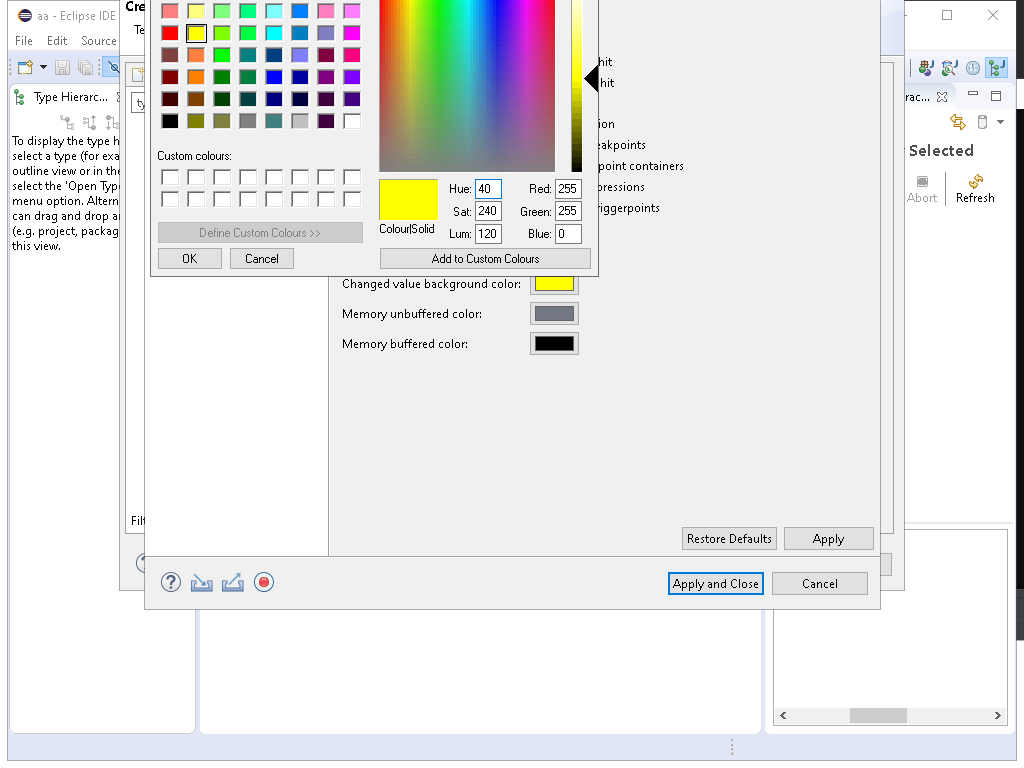 aa - Eclipse IDE
Cre
File Edit Source
Te
Type Hierarc...
To display the type h
select a type (for exa
outline view or in the
select the 'Open Type
menu option. Altern
can drag and drop an
(e.g. project, packag
this view.
ty
Filt
Custom colours:
Define Custom Colours >>
OK
Cancel
Colour|Solid
Hue: 40
Sat: 240
Lum: 120
Red: 255
Green: 255
Blue: 0
Add to Custom Colours
hit
hit
ion
eakpoints
point containers
pressions
riggerpoints
Changed value background color:
Memory unbuffered color:
Memory buffered color:
Restore Defaults
Apply
Apply and Close
Cancel
rac...
Selected
Abort
Refresh